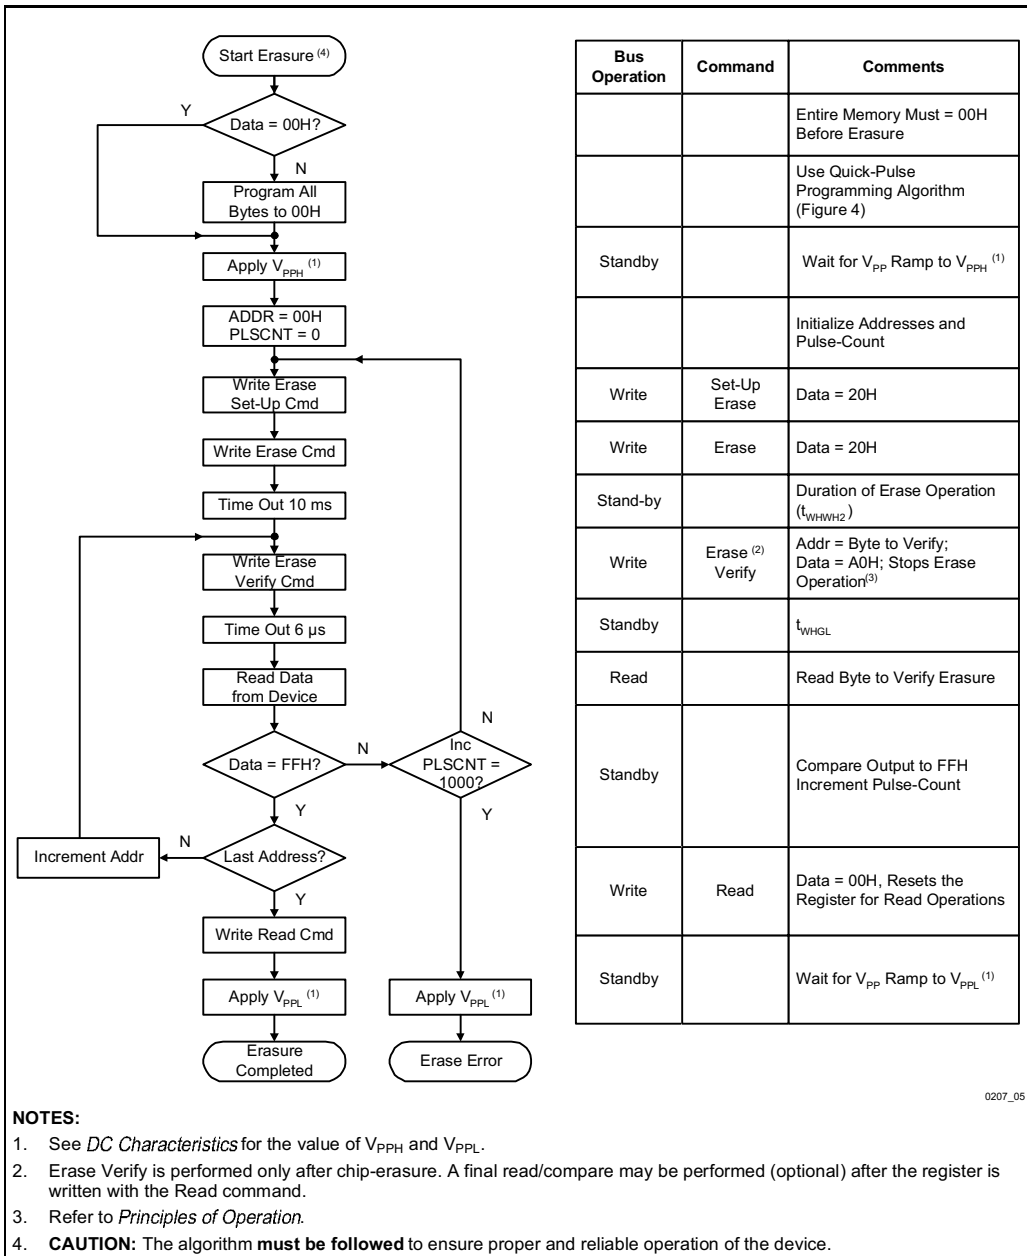 Start Erasure (4)
Y
Data = 00H?
N
Program All
Bytes to 00H
Apply VPPH (1)
ADDR = 00H
PLSCNT = 0
Write Erase
Set-Up Cmd
Write Erase Cmd
Time Out 10 ms
Write Erase
Verify Cmd
Time Out 6 µs
Read Data
from Device
N
Data = FFH?
N
Inc
PLSCNT =
1000?
Y
Y
Increment Addr
N
Last Address?
Y
Write Read Cmd
Apply VPPL (1)
Apply VPPL (1)
Erasure
Completed
Erase Error
Bus
Operation
Command
Comments
Entire Memory Must = 00H
Before Erasure
Use Quick-Pulse
Programming Algorithm
(Figure 4)
Standby
Wait for VPP Ramp to VPPH (1)
Initialize Addresses and
Pulse-Count
Write
Set-Up
Erase
Data = 20H
Write
Erase
Data = 20H
Stand-by
Duration of Erase Operation
(tWHWH2)
Write
Erase (2)
Verify
Addr = Byte to Verify;
Data = A0H; Stops Erase
Operation(3)
Standby
tWHGL
Read
Read Byte to Verify Erasure
Standby
Compare Output to FFH
Increment Pulse-Count
Write
Read
Data = 00H, Resets the
Register for Read Operations
Standby
Wait for VPP Ramp to VPPL (1)
0207_05
NOTES:
1. See DC Characteristics for the value of VPPH and VPPL.
2. Erase Verify is performed only after chip-erasure. A final read/compare may be performed (optional) after the register is
written with the Read command.
3. Refer to Principles of Operation.
4. CAUTION: The algorithm must be followed to ensure proper and reliable operation of the device.